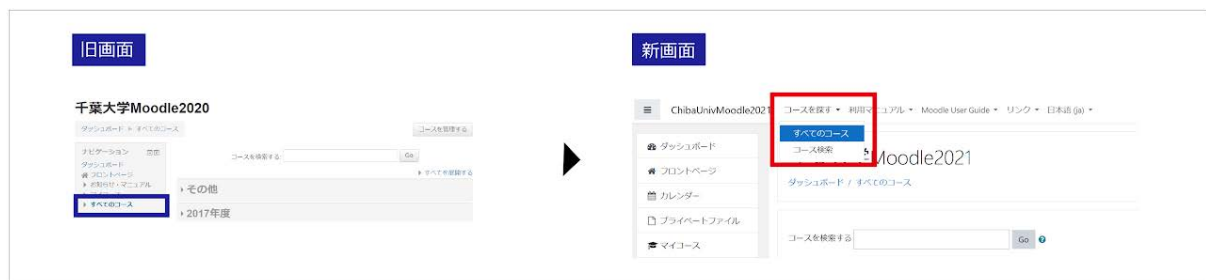 旧画面
千葉大学Moodle2020
ダッシュボード ▶ すべてのコース
コースを管理する
ナビゲーション
ダッシュボード
フロントページ
お知らせ・マニュアル
すべてのコース
コースを検索する
Go
すべてを展開する
その他
2017年度
新画面
ChibaUnivMoodle2021
コースを探す
Moodle User Guide
リンク
日本語 (ja)
すべてのコース
コース検索
ダッシュボード
フロントページ
カレンダー
プライベートファイル
マイコース
Moodle2021
ダッシュボード / すべてのコース
コースを検索する
Go